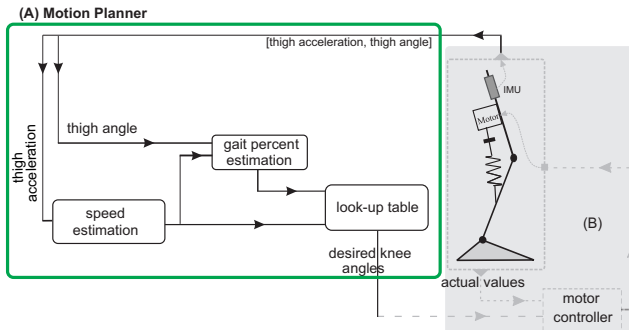 (A) Motion Planner
[thigh acceleration, thigh angle]
IMU
Motor
thigh angle
thigh
acceleration
gait percent
estimation
speed
estimation
look-up table
(B)
desired knee
angles
actual values
motor
controller